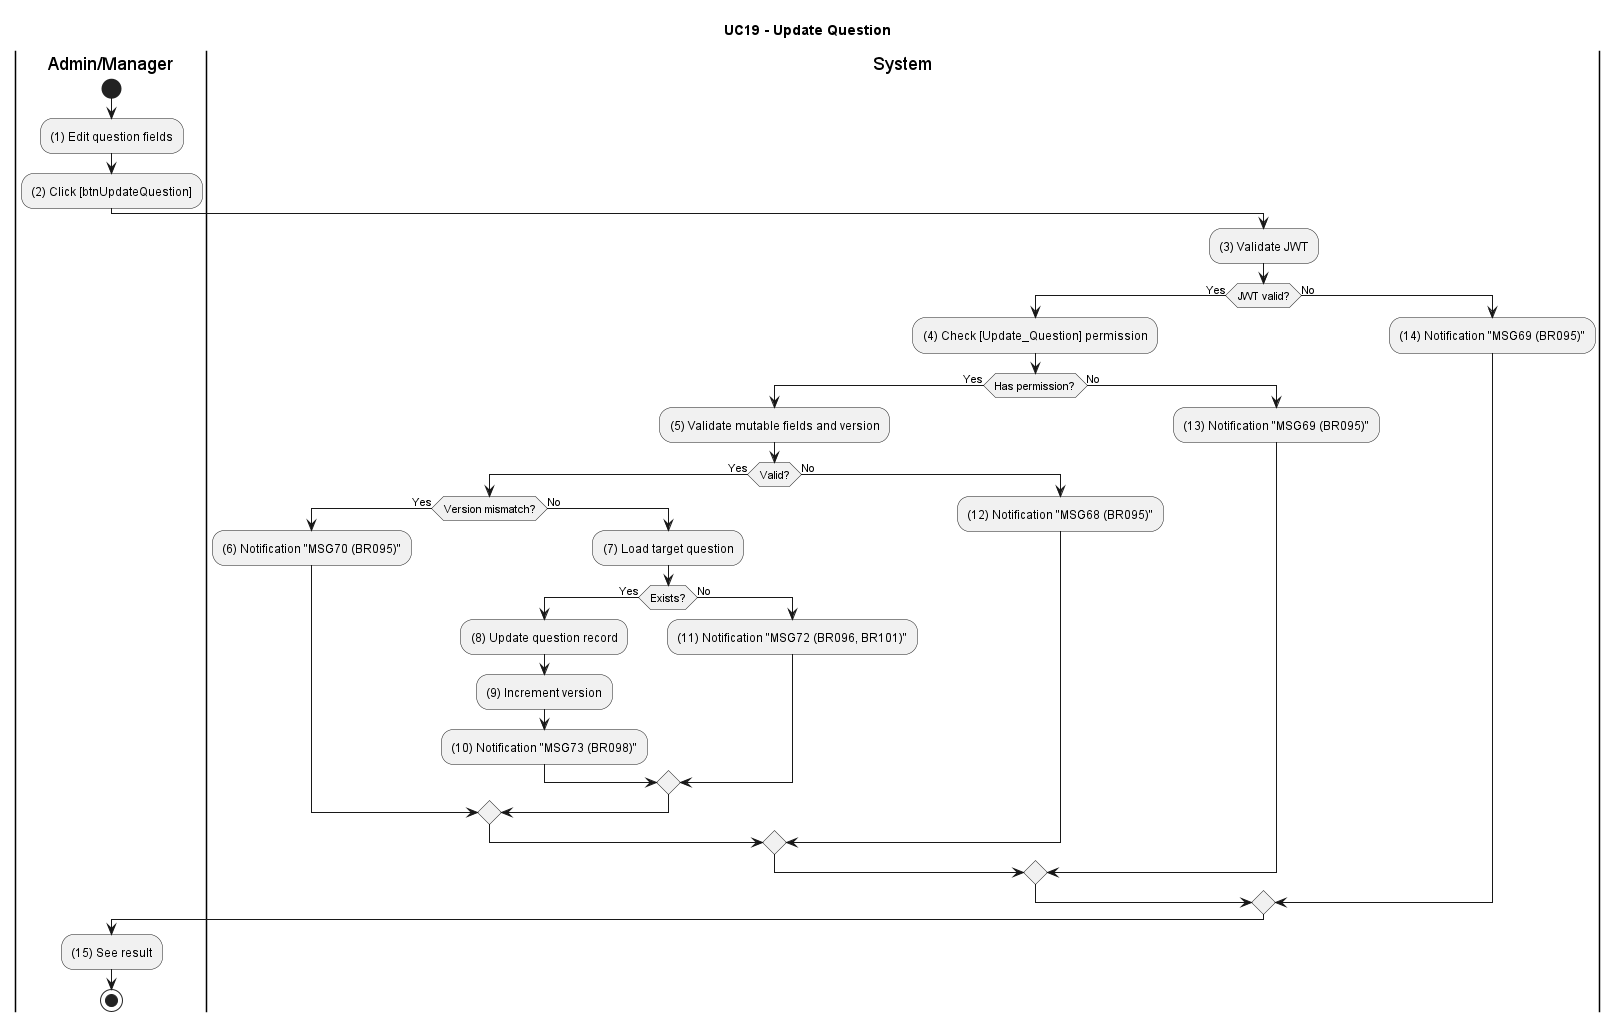 UC19 - Update Question
Admin/Manager
System
(1) Edit question fields
(2) Click [btnUpdateQuestion]
(3) Validate JWT
Yes
JWT valid?
No
(4) Check [Update_Question] permission
(14) Notification "MSG69 (BR095)"
Yes
Has permission?
No
(5) Validate mutable fields and version
(13) Notification "MSG69 (BR095)"
Yes
Valid?
No
Yes
Version mismatch?
No
(12) Notification "MSG68 (BR095)"
(6) Notification "MSG70 (BR095)"
(7) Load target question
Yes
Exists?
No
(8) Update question record
(11) Notification "MSG72 (BR096, BR101)"
(9) Increment version
(10) Notification "MSG73 (BR098)"
(15) See result